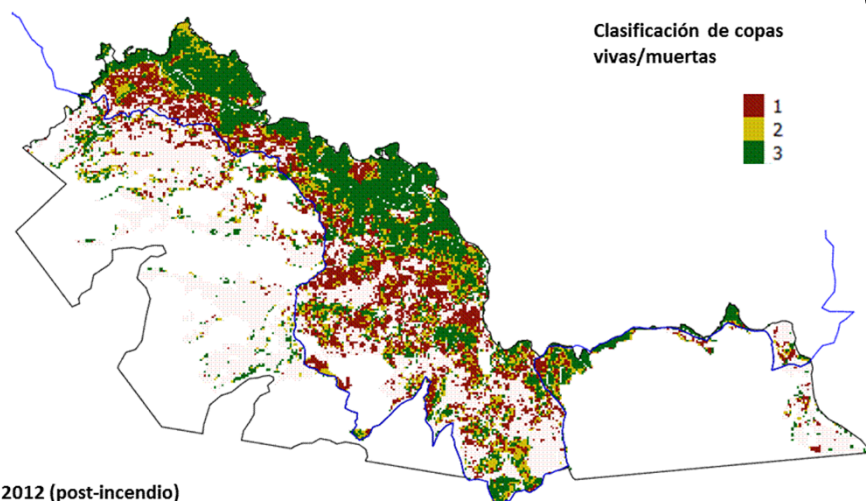 Clasificación de copas
vivas/muertas
1
2
3
2012 (post-incendio)